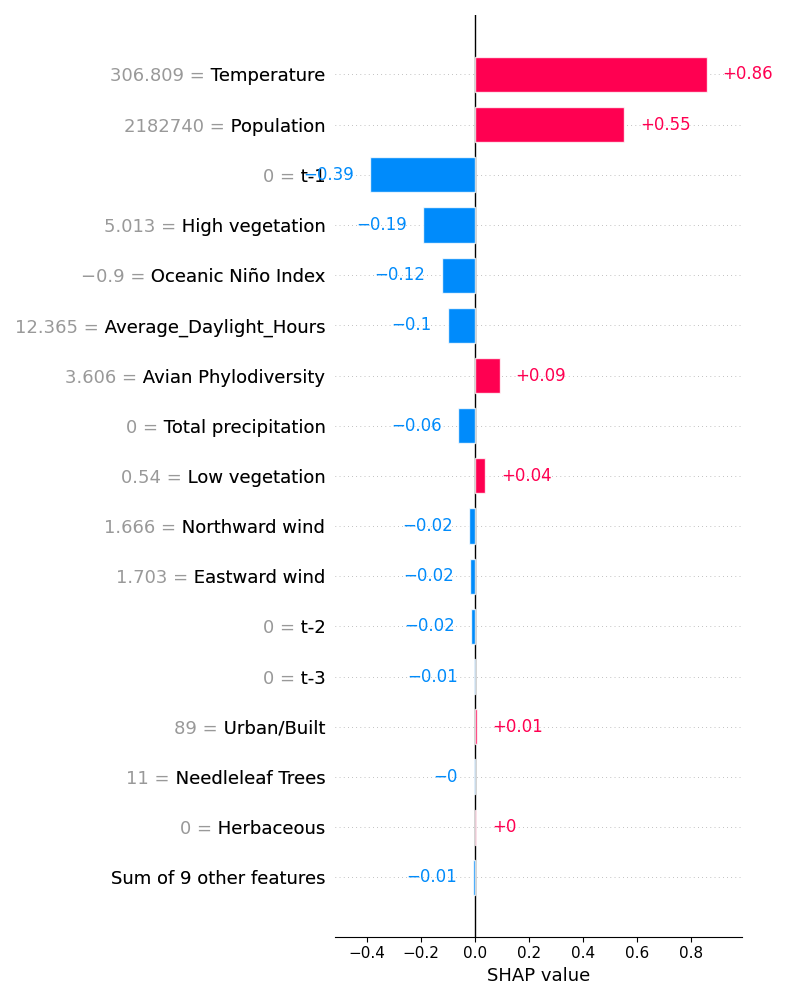 306.809 = Temperature +0.86
2182740 = Population +0.55
0 = t-1 −0.39
5.013 = High vegetation −0.19
−0.9 = Oceanic Niño Index −0.12
12.365 = Average_Daylight_Hours −0.1
3.606 = Avian Phylodiversity +0.09
0 = Total precipitation −0.06
0.54 = Low vegetation +0.04
1.666 = Northward wind −0.02
1.703 = Eastward wind −0.02
0 = t-2 −0.02
0 = t-3 −0.01
89 = Urban/Built +0.01
11 = Needleleaf Trees −0
0 = Herbaceous +0
Sum of 9 other features −0.01
−0.4 −0.2 0.0 0.2 0.4 0.6 0.8
SHAP value